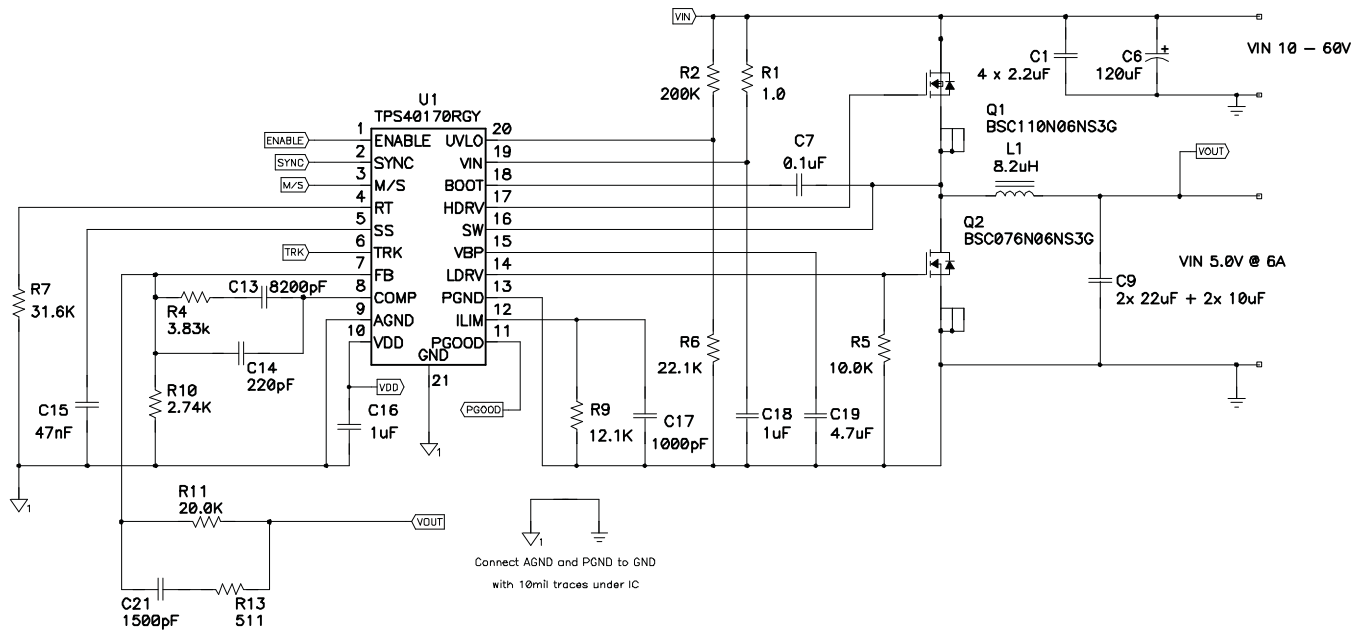 VIN
VIN 10 – 60V
R2
200K
R1
1.0
C1
4 x 2.2uF
C6
+
120uF
Q1
BSC110N06NS3G
L1
8.2uH
VOUT
U1
TPS40170RGY
ENABLE
1
ENABLE
UVLO
20
SYNC
2
SYNC
VIN
19
M/S
3
M/S
BOOT
18
C7
0.1uF
4
RT
HDRV
17
5
SS
SW
16
TRK
6
TRK
VBP
15
7
FB
LDRV
14
8
COMP
PGND
13
9
AGND
ILIM
12
10
VDD
PGOOD
11
GND
21
Q2
BSC076N06NS3G
VIN 5.0V @ 6A
C9
2x 22uF + 2x 10uF
R7
31.6K
C13
8200pF
R4
3.83k
C14
220pF
R10
2.74K
C15
47nF
VDD
C16
1uF
PGOOD
R9
12.1K
C17
1000pF
R6
22.1K
C18
1uF
C19
4.7uF
R5
10.0K
1
1
R11
20.0K
VOUT
C21
1500pF
R13
511
1
Connect AGND and PGND to GND
with 10mil traces under IC